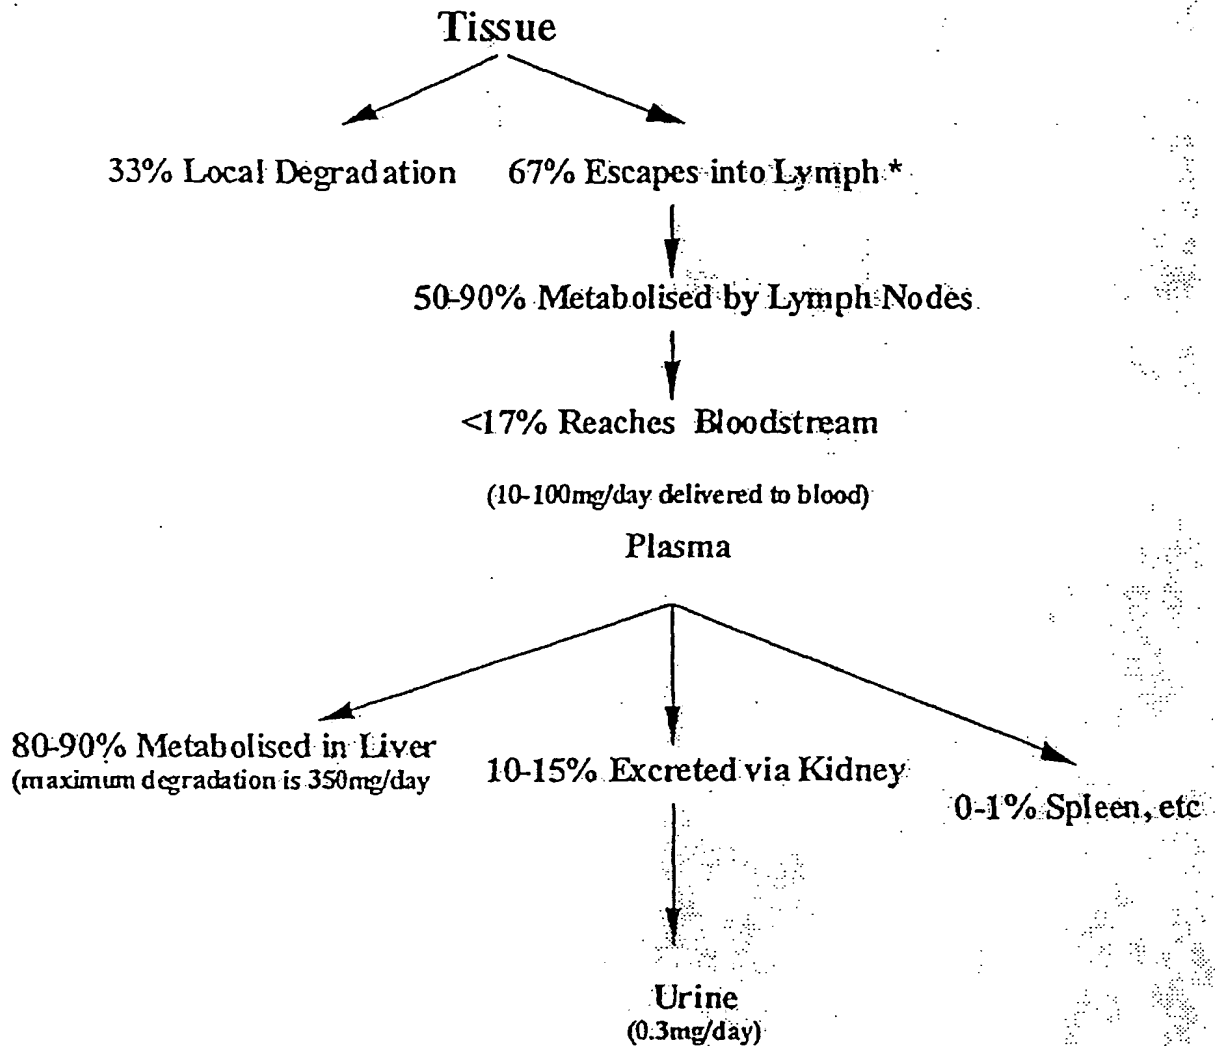 Tissue
33% Local Degradation
67% Escapes into Lymph *
50-90% Metabolised by Lymph Nodes
<17% Reaches Bloodstream
(10-100mg/day delivered to blood)
Plasma
80-90% Metabolised in Liver
(maximum degradation is 350mg/day
10-15% Excreted via Kidney
0-1% Spleen, etc
Urine
(0.3mg/day)